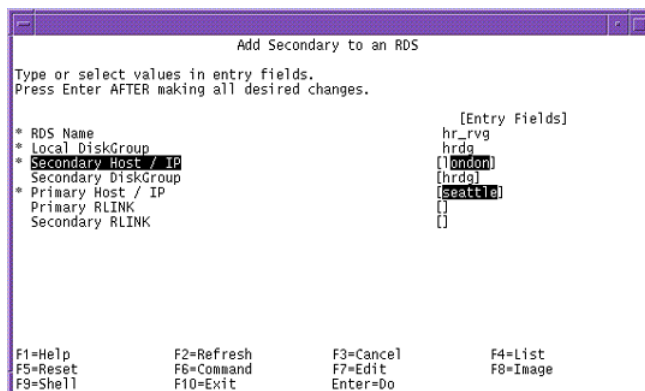 Add Secondary to an RDS
Type or select values in entry fields.
Press Enter AFTER making all desired changes.
[Entry Fields]
* RDS Name hr_rvg
* Local DiskGroup hrdg
* Secondary Host / IP [london]
Secondary DiskGroup [hrdg]
* Primary Host / IP [seattle]
Primary RLINK []
Secondary RLINK []
F1=Help F2=Refresh F3=Cancel F4=List
F5=Reset F6=Command F7=Edit F8=Image
F9=Shell F10=Exit Enter=Do